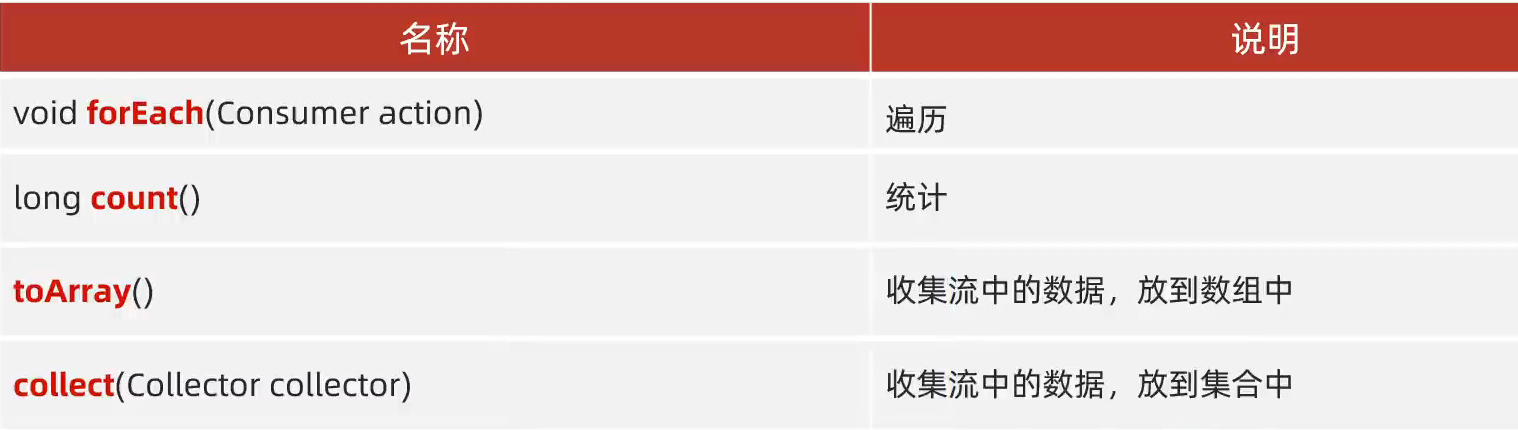 名称 说明
void forEach(Consumer action) 遍历
long count() 统计
toArray() 收集流中的数据，放到数组中
collect(Collector collector) 收集流中的数据，放到集合中